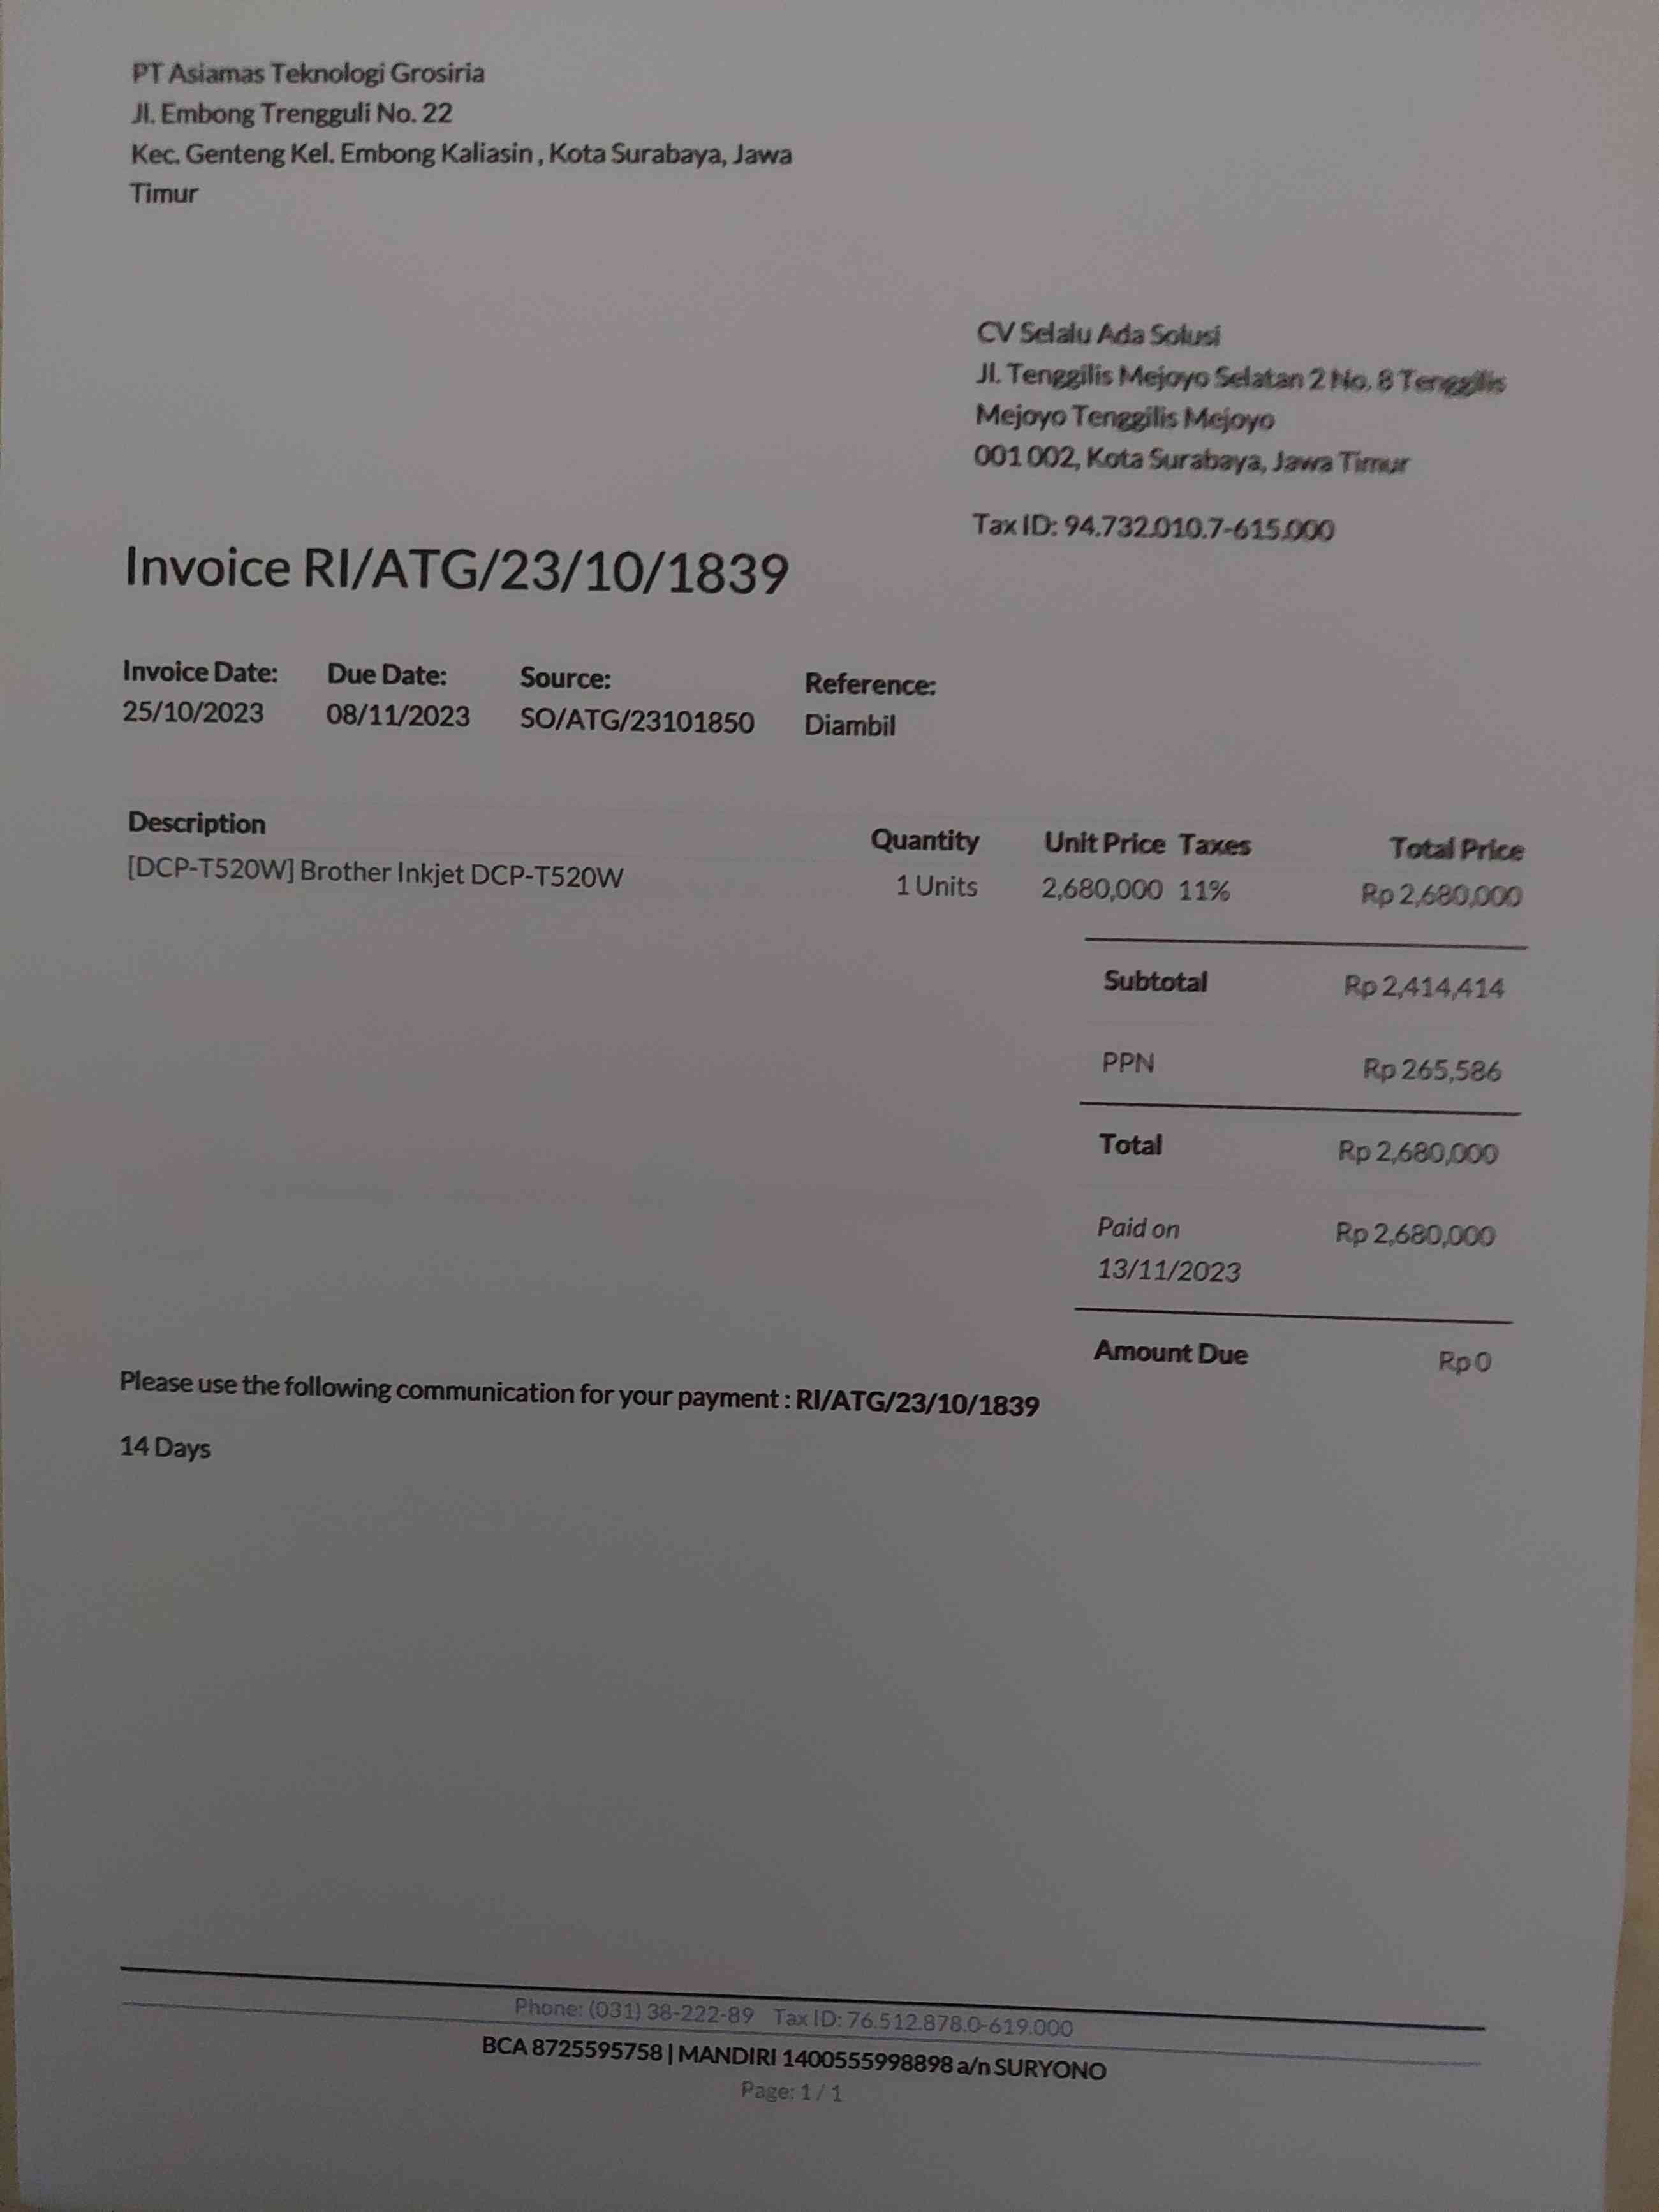 PT Asiamas Teknologi Grosiria
Jl. Embong Trengguli No. 22
Kec. Genteng Kel. Embong Kaliasin , Kota Surabaya, Jawa
Timur
CV Selalu Ada Solusi
Jl. Tenggilis Mejoyo Selatan 2 No. 8 Tenggilis
Mejoyo Tenggilis Mejoyo
001 002, Kota Surabaya, Jawa Timur
Tax ID: 94.732.010.7-615.000
Invoice RI/ATG/23/10/1839
Invoice Date: Due Date: Source: Reference:
25/10/2023 08/11/2023 SO/ATG/23101850 Diambil
Description Quantity Unit Price Taxes Total Price
[DCP-T520W] Brother Inkjet DCP-T520W 1 Units 2,680,000 11% Rp 2,680,000
Subtotal Rp 2,414,414
PPN Rp 265,586
Total Rp 2,680,000
Paid on Rp 2,680,000
13/11/2023
Amount Due Rp 0
Please use the following communication for your payment : RI/ATG/23/10/1839
14 Days
Phone: (031) 38-222-89 Tax ID: 76.512.878.0-619.000
BCA 8725595758 | MANDIRI 1400555998898 a/n SURYONO
Page: 1 / 1